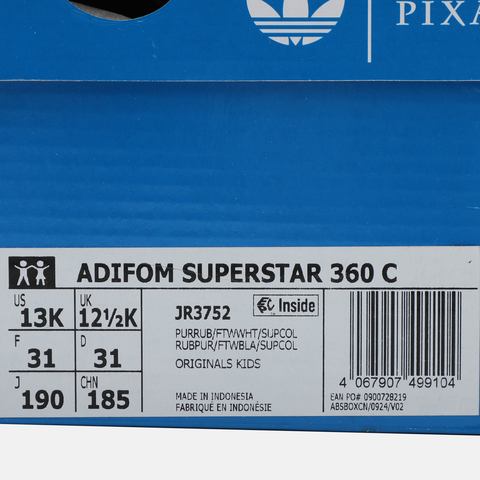 PIXA
ADIFOM SUPERSTAR 360 C
US 13K UK 12½K
F 31 D 31
J 190 CHN 185
JR3752 Inside
PURRUB/FTWWHT/SUPCOL
RUBPUR/FTWBLA/SUPCOL
ORIGINALS KIDS
MADE IN INDONESIA
FABRIQUÉ EN INDONÉSIE
4 067907 499104
EAN PO# 0900728219
ABSBOXCN/0924/V02